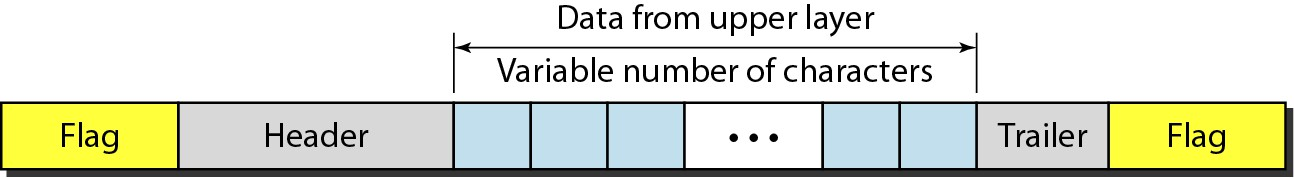 Data from upper layer
Variable number of characters
Flag Header ••• Trailer Flag